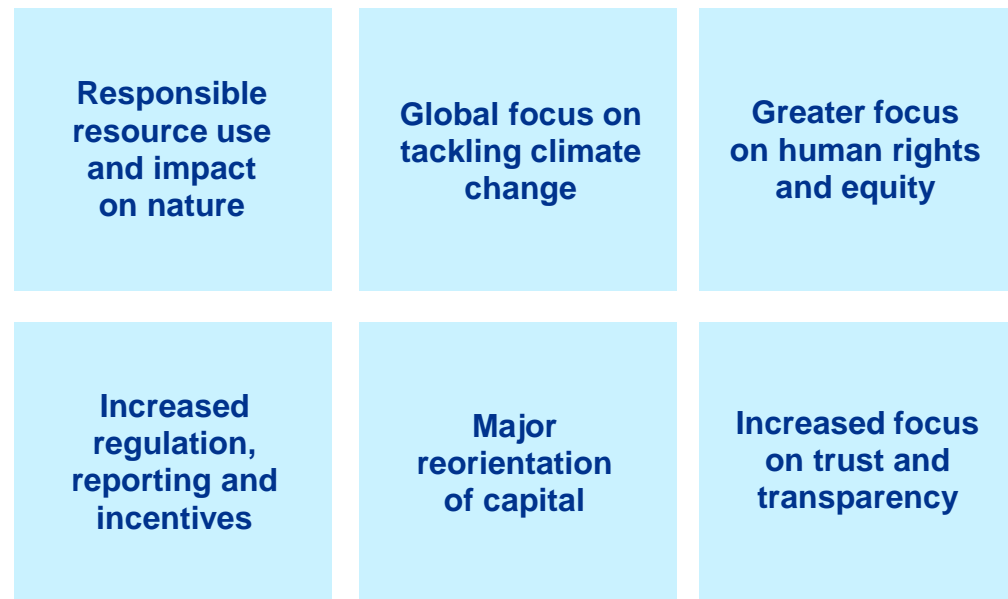 Responsible
resource use
and impact
on nature
Global focus on
tackling climate
change
Greater focus
on human rights
and equity
Increased
regulation,
reporting and
incentives
Major
reorientation
of capital
Increased focus
on trust and
transparency